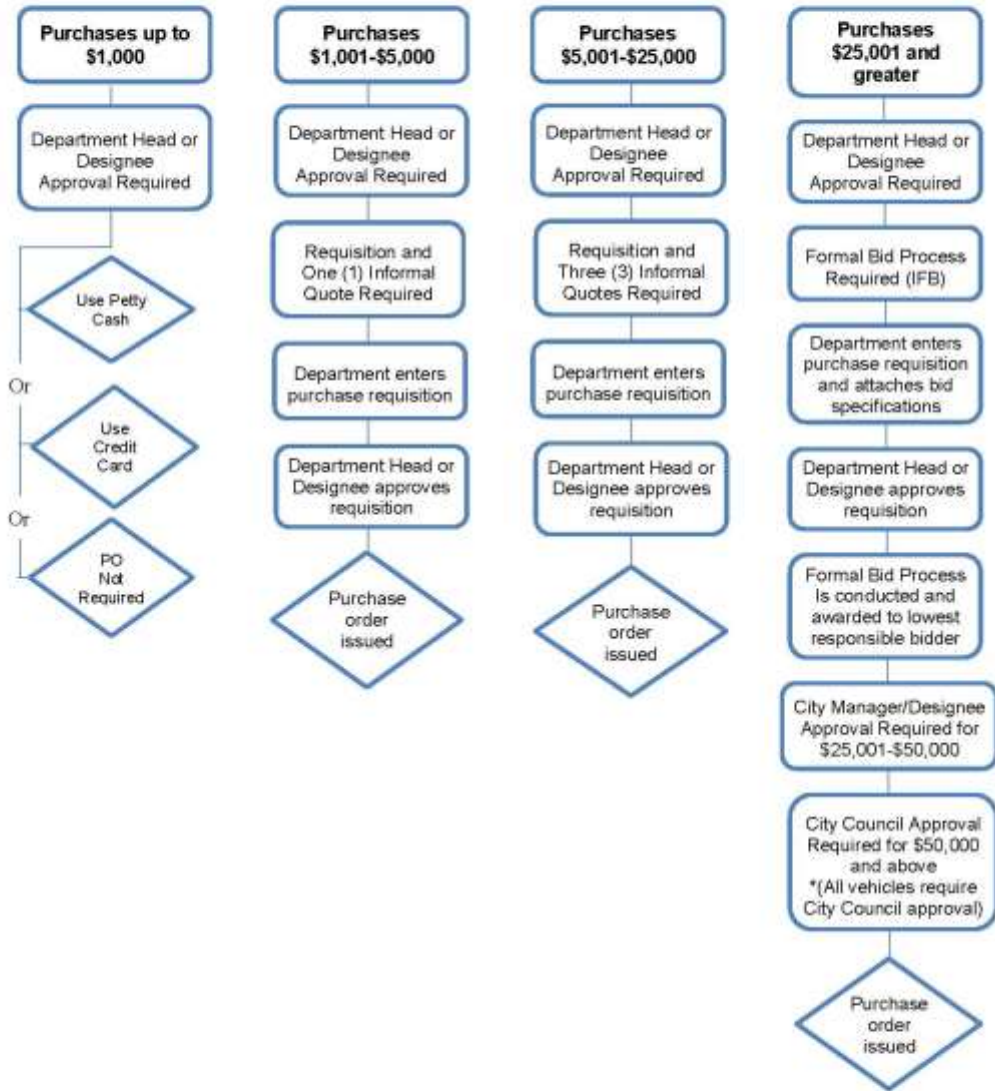 Purchases up to
$1,000
Department Head or
Designee
Approval Required
Use Petty
Cash
Or
Use
Credit
Card
Or
PO
Not
Required
Purchases
$1,001-$5,000
Department Head or
Designee
Approval Required
Requisition and
One (1) Informal
Quote Required
Department enters
purchase requisition
Department Head or
Designee approves
requisition
Purchase
order
issued
Purchases
$5,001-$25,000
Department Head or
Designee
Approval Required
Requisition and
Three (3) Informal
Quotes Required
Department enters
purchase requisition
Department Head or
Designee approves
requisition
Purchase
order
issued
Purchases
$25,001 and
greater
Department Head or
Designee
Approval Required
Formal Bid Process
Required (IFB)
Department enters
purchase requisition
and attaches bid
specifications
Department Head or
Designee approves
requisition
Formal Bid Process
Is conducted and
awarded to lowest
responsible bidder
City Manager/Designee
Approval Required for
$25,001-$50,000
City Council Approval
Required for $50,000
and above
*(All vehicles require
City Council approval)
Purchase
order
issued